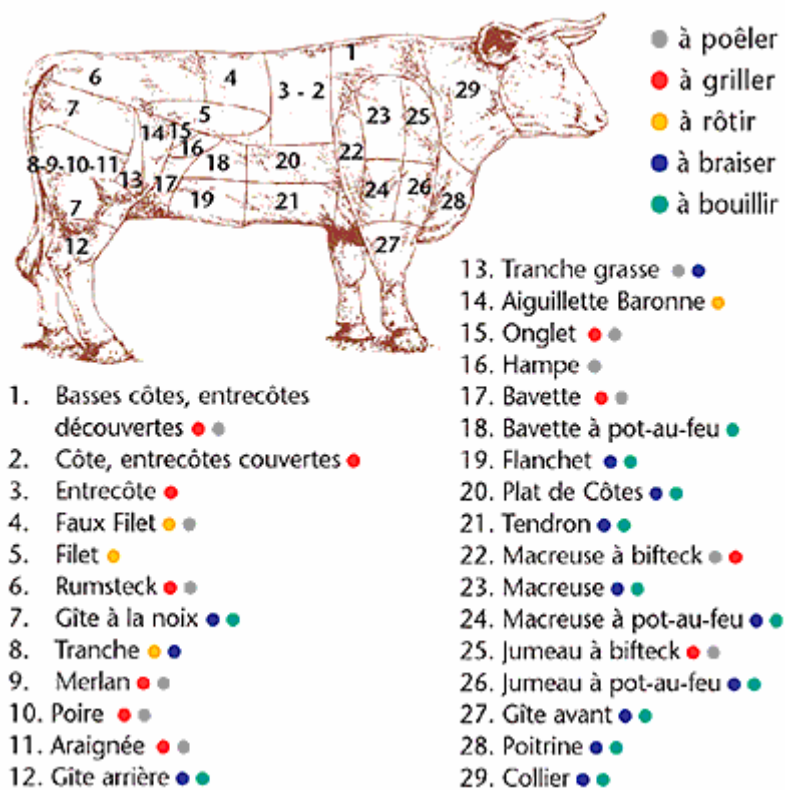 1
6
4
3 - 2
29
7
5
23
25
14
15
16
22
8-9-10-11
18
20
13
17
24
26
7
19
21
28
12
27
à poêler
à griller
à rôtir
à braiser
à bouillir
1. Basses côtes, entrecôtes
découvertes
2. Côte, entrecôtes couvertes
3. Entrecôte
4. Faux Filet
5. Filet
6. Rumsteck
7. Gîte à la noix
8. Tranche
9. Merlan
10. Poire
11. Araignée
12. Gîte arrière
13. Tranche grasse
14. Aiguillette Baronne
15. Onglet
16. Hampe
17. Bavette
18. Bavette à pot-au-feu
19. Flanchet
20. Plat de Côtes
21. Tendron
22. Macreuse à bifteck
23. Macreuse
24. Macreuse à pot-au-feu
25. Jumeau à bifteck
26. Jumeau à pot-au-feu
27. Gîte avant
28. Poitrine
29. Collier